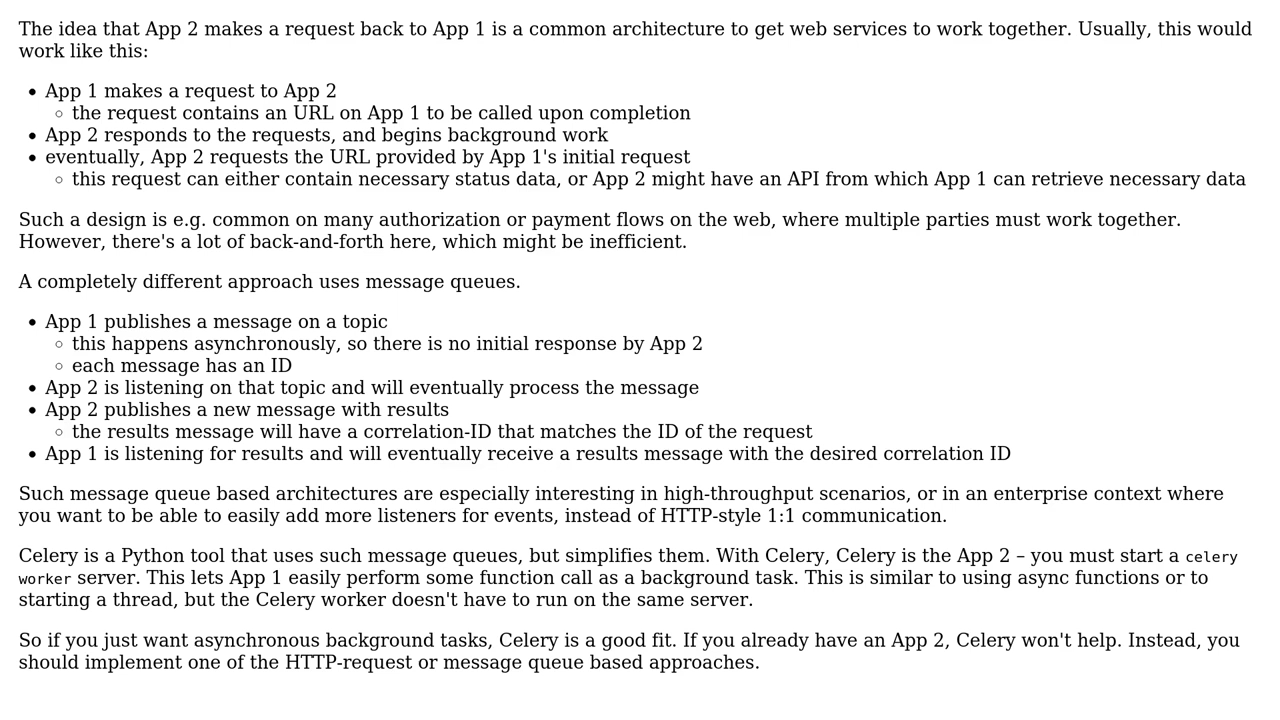 The idea that App 2 makes a request back to App 1 is a common architecture to get web services to work together. Usually, this would
work like this:
• App 1 makes a request to App 2
◦ the request contains an URL on App 1 to be called upon completion
• App 2 responds to the requests, and begins background work
• eventually, App 2 requests the URL provided by App 1's initial request
◦ this request can either contain necessary status data, or App 2 might have an API from which App 1 can retrieve necessary data
Such a design is e.g. common on many authorization or payment flows on the web, where multiple parties must work together.
However, there's a lot of back-and-forth here, which might be inefficient.
A completely different approach uses message queues.
• App 1 publishes a message on a topic
◦ this happens asynchronously, so there is no initial response by App 2
◦ each message has an ID
• App 2 is listening on that topic and will eventually process the message
• App 2 publishes a new message with results
◦ the results message will have a correlation-ID that matches the ID of the request
• App 1 is listening for results and will eventually receive a results message with the desired correlation ID
Such message queue based architectures are especially interesting in high-throughput scenarios, or in an enterprise context where
you want to be able to easily add more listeners for events, instead of HTTP-style 1:1 communication.
Celery is a Python tool that uses such message queues, but simplifies them. With Celery, Celery is the App 2 – you must start a celery
worker server. This lets App 1 easily perform some function call as a background task. This is similar to using async functions or to
starting a thread, but the Celery worker doesn't have to run on the same server.
So if you just want asynchronous background tasks, Celery is a good fit. If you already have an App 2, Celery won't help. Instead, you
should implement one of the HTTP-request or message queue based approaches.